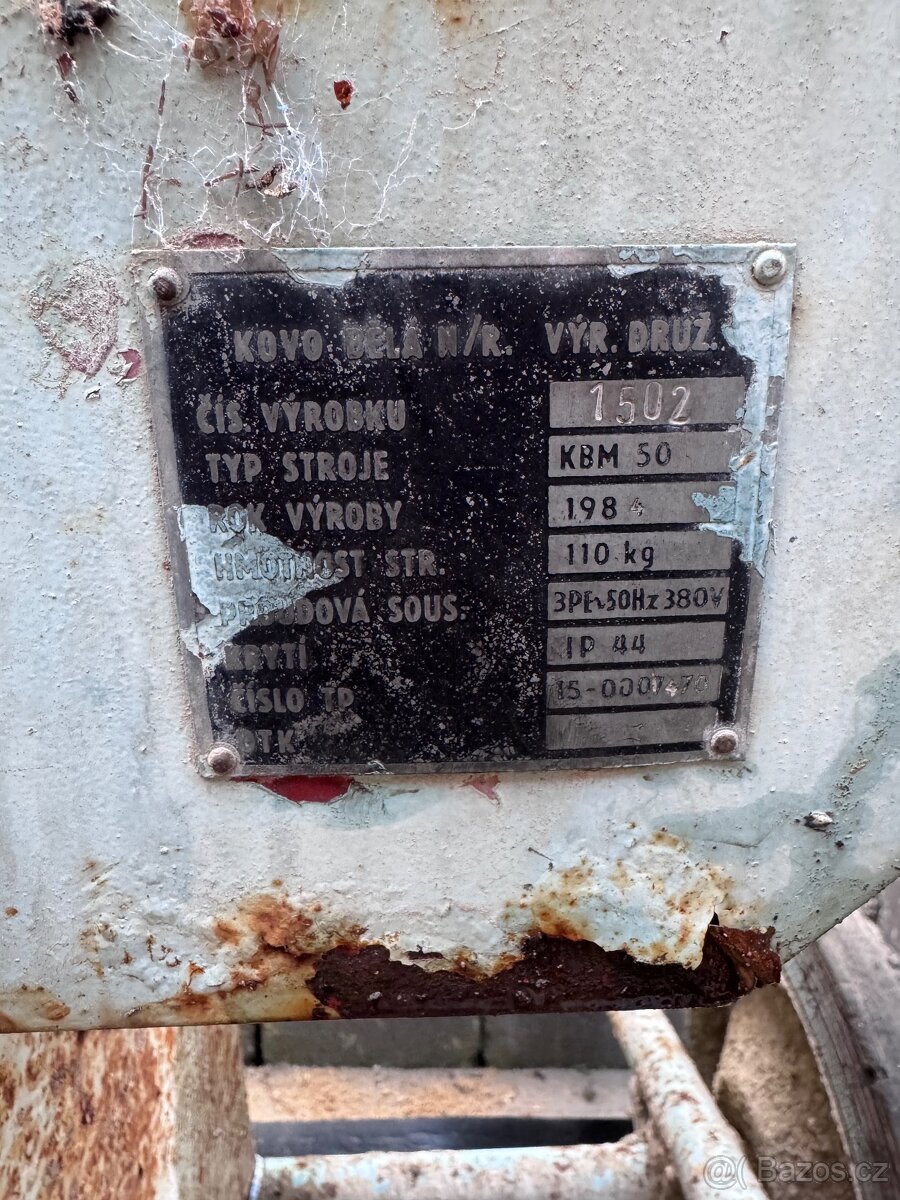 KOVO BĚLÁ N/R. VÝR. DRUŽ.
ČÍS. VÝROBKU 1502
TYP STROJE KBM 50
ROK VÝROBY 1984
HMOTNOST STR. 110 kg
SOUS. 3PE~50Hz 380V
KRYTÍ IP 44
ČÍSLO TP 15-0007470
OTK
@ Bazos.cz